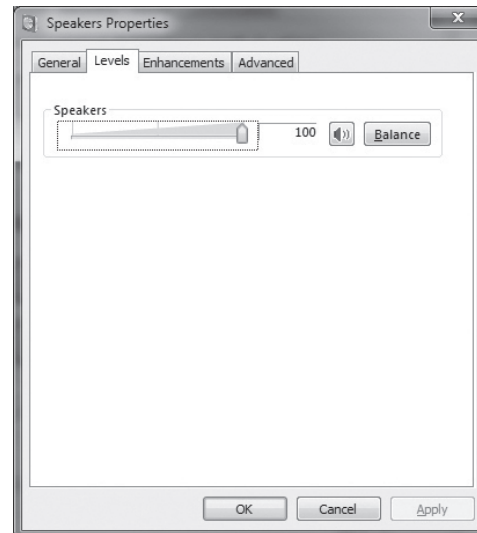 Speakers Properties
X
General Levels Enhancements Advanced
Speakers
100 Balance
OK Cancel Apply